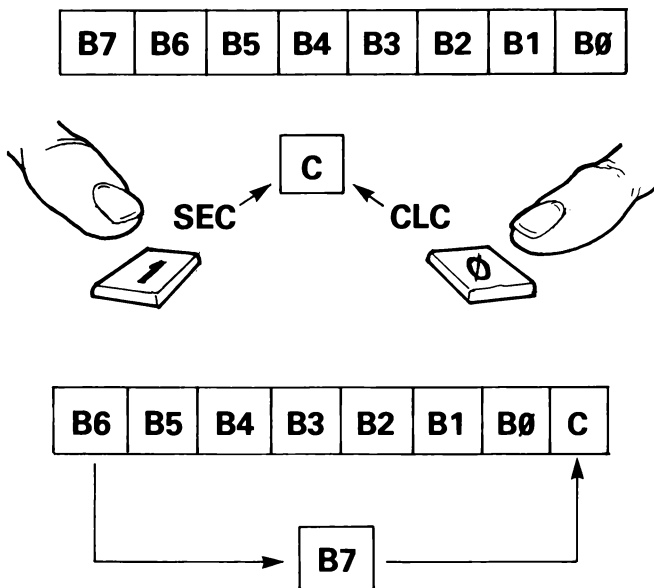 B7 B6 B5 B4 B3 B2 B1 BØ
C
SEC CLC
1 Ø
B6 B5 B4 B3 B2 B1 BØ C
B7